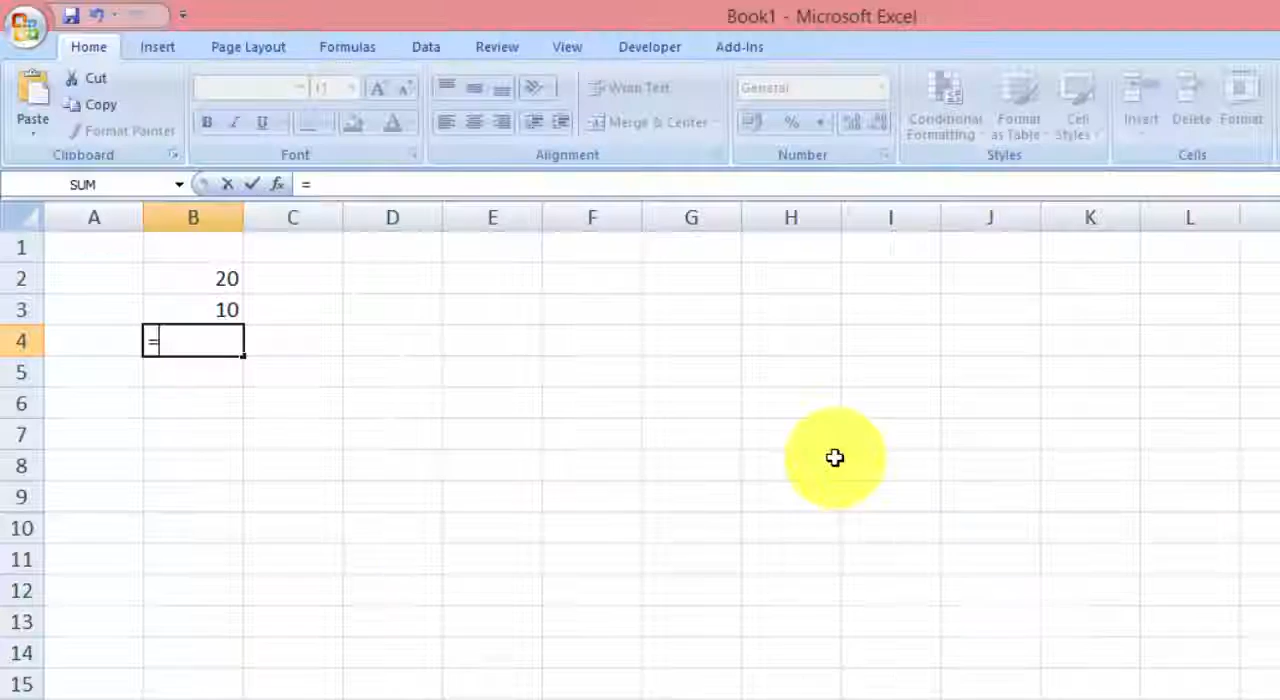 Book1 - Microsoft Excel
Home Insert Page Layout Formulas Data Review View Developer Add-Ins
Paste
Cut
Copy
Format Painter
Clipboard
11 A A
B I U A
Font
Wrap Text
Merge & Center
Alignment
General
%
Number
Conditional Formatting
Format as Table
Cell Styles
Styles
Insert Delete Format
Cells
SUM fx =
A B C D E F G H I J K L
1
2 20
3 10
4 =
5
6
7
8
9
10
11
12
13
14
15